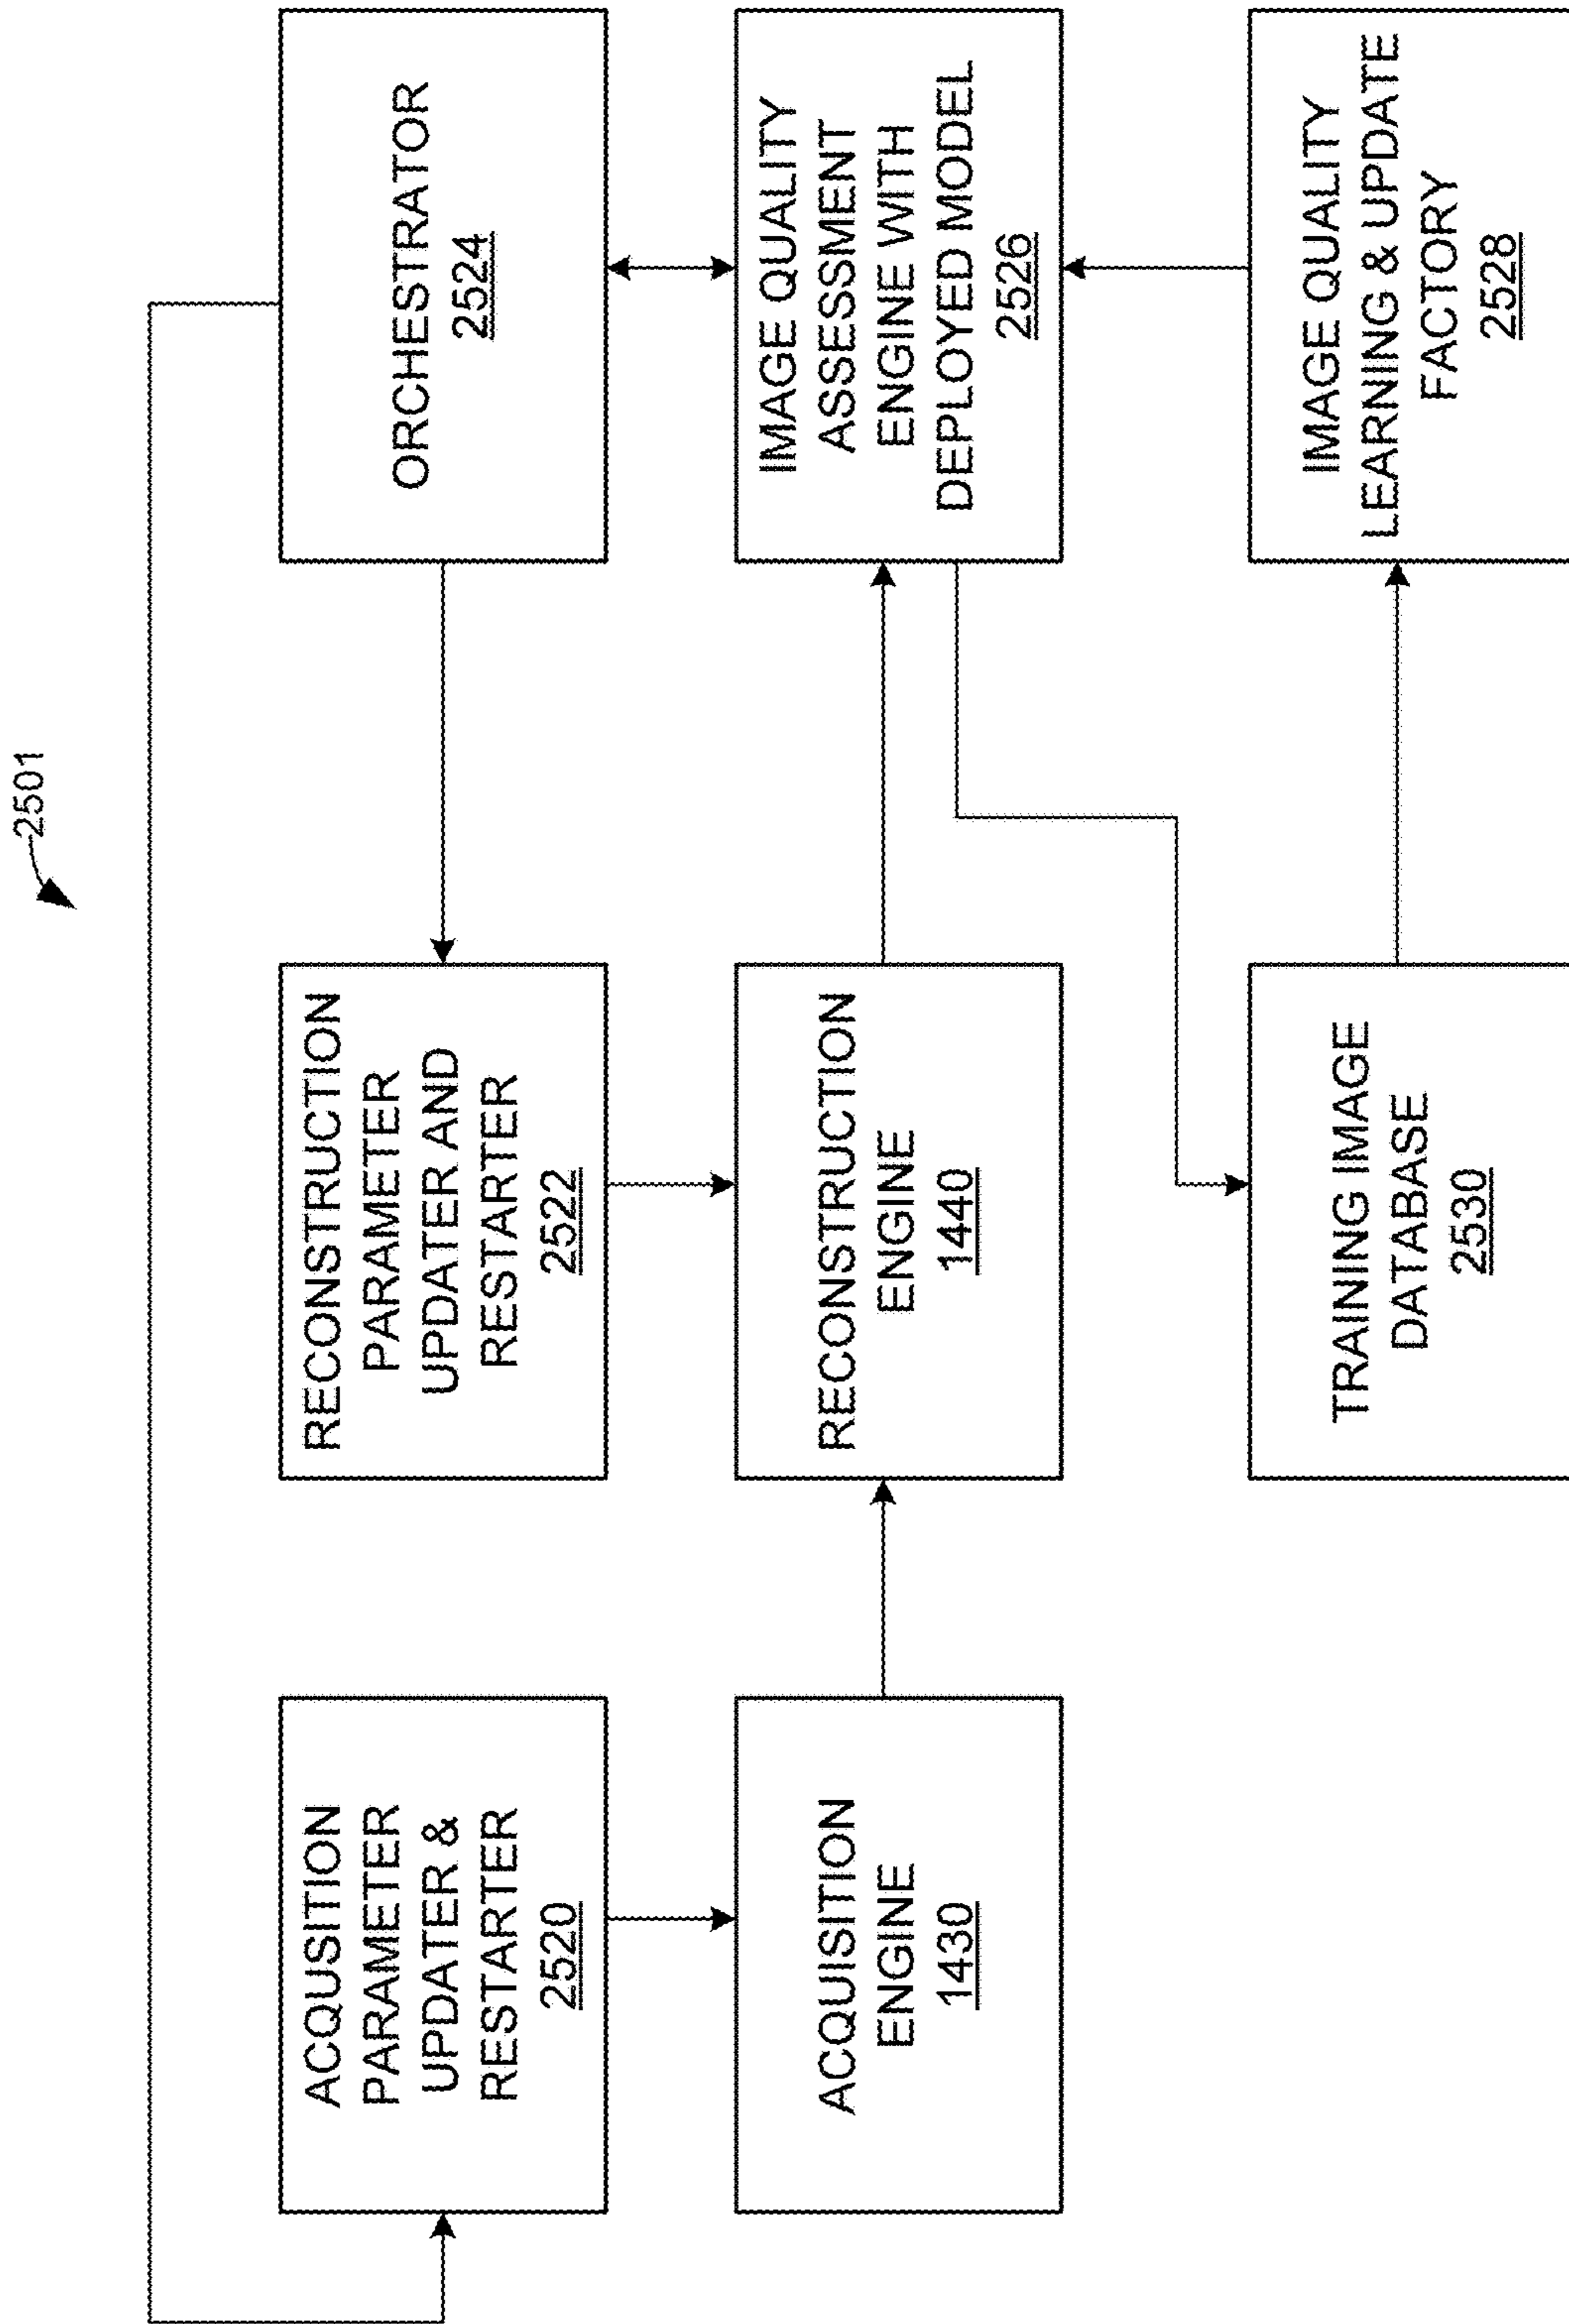 2501
ACQUSITION
PARAMETER
UPDATER &
RESTARTER
2520
RECONSTRUCTION
PARAMETER
UPDATER AND
RESTARTER
2522
ORCHESTRATOR
2524
ACQUISITION
ENGINE
1430
RECONSTRUCTION
ENGINE
1440
IMAGE QUALITY
ASSESSMENT
ENGINE WITH
DEPLOYED MODEL
2526
TRAINING IMAGE
DATABASE
2530
IMAGE QUALITY
LEARNING & UPDATE
FACTORY
2528